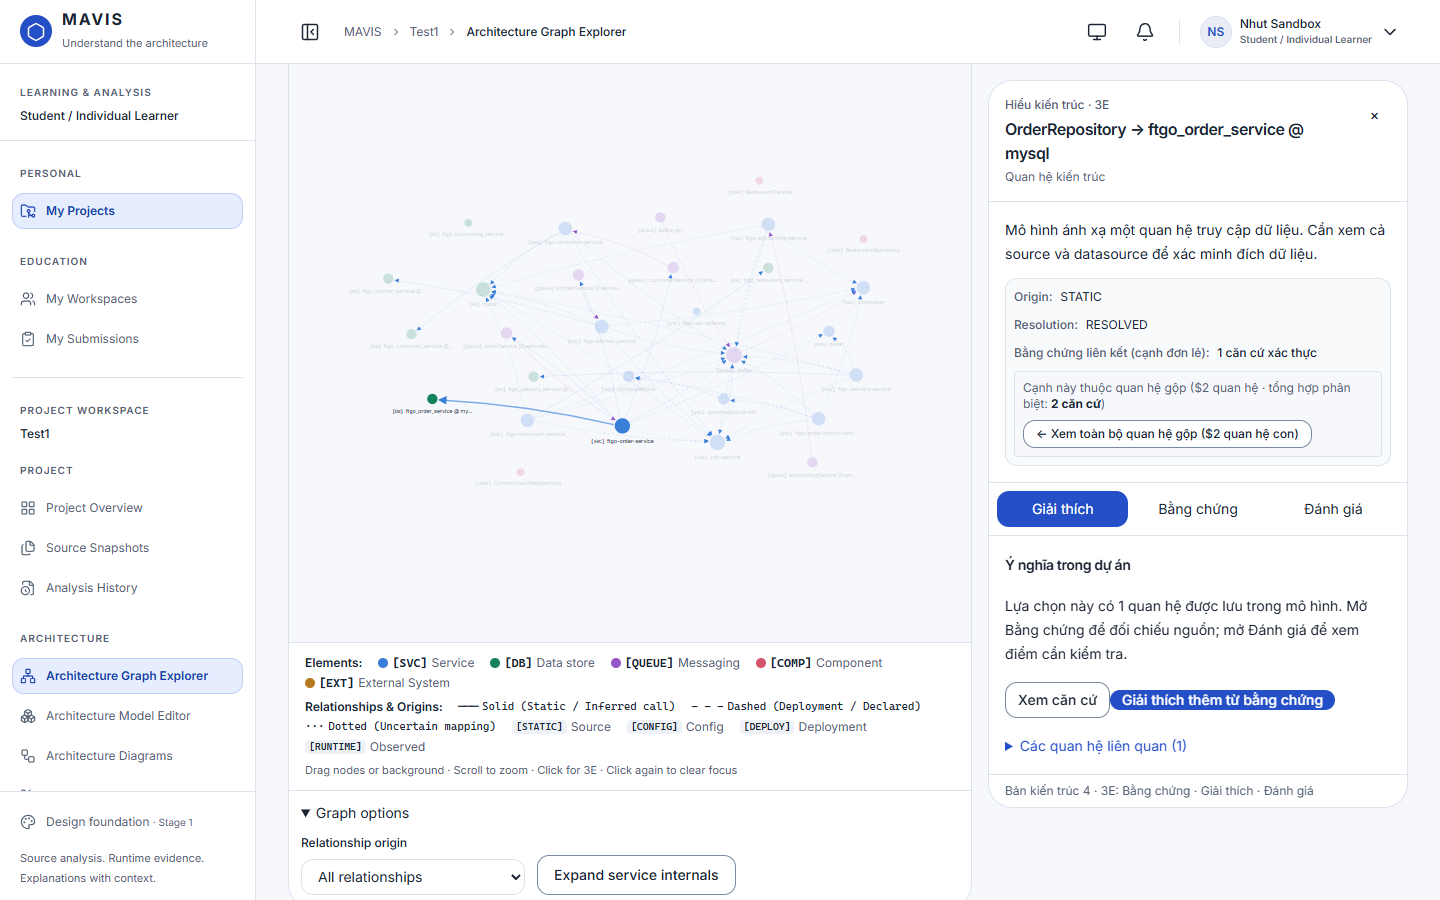 MAVIS
Understand the architecture
MAVIS > Test1 > Architecture Graph Explorer
NS
Nhut Sandbox
Student / Individual Learner
LEARNING & ANALYSIS
Student / Individual Learner
PERSONAL
My Projects
EDUCATION
My Workspaces
My Submissions
PROJECT WORKSPACE
Test1
PROJECT
Project Overview
Source Snapshots
Analysis History
ARCHITECTURE
Architecture Graph Explorer
Architecture Model Editor
Architecture Diagrams
Design foundation · Stage 1
Source analysis. Runtime evidence.
Explanations with context.
[svc] ftgo-order-service
Elements: [SVC] Service [DB] Data store [QUEUE] Messaging [COMP] Component
[EXT] External System
Relationships & Origins: Solid (Static / Inferred call) Dashed (Deployment / Declared)
Dotted (Uncertain mapping) [STATIC] Source [CONFIG] Config [DEPLOY] Deployment
[RUNTIME] Observed
Drag nodes or background · Scroll to zoom · Click for 3E · Click again to clear focus
▼ Graph options
Relationship origin
All relationships
Expand service internals
Hiểu kiến trúc · 3E
×
OrderRepository → ftgo_order_service @
mysql
Quan hệ kiến trúc
Mô hình ánh xạ một quan hệ truy cập dữ liệu. Cần xem cả
source và datasource để xác minh đích dữ liệu.
Origin: STATIC
Resolution: RESOLVED
Bằng chứng liên kết (cạnh đơn lẻ): 1 căn cứ xác thực
Cạnh này thuộc quan hệ gộp ($2 quan hệ · tổng hợp phân
biệt: 2 căn cứ)
← Xem toàn bộ quan hệ gộp ($2 quan hệ con)
Giải thích
Bằng chứng
Đánh giá
Ý nghĩa trong dự án
Lựa chọn này có 1 quan hệ được lưu trong mô hình. Mở
Bằng chứng để đối chiếu nguồn; mở Đánh giá để xem
điểm cần kiểm tra.
Xem căn cứ
Giải thích thêm từ bằng chứng
▶ Các quan hệ liên quan (1)
Bản kiến trúc 4 · 3E: Bằng chứng · Giải thích · Đánh giá